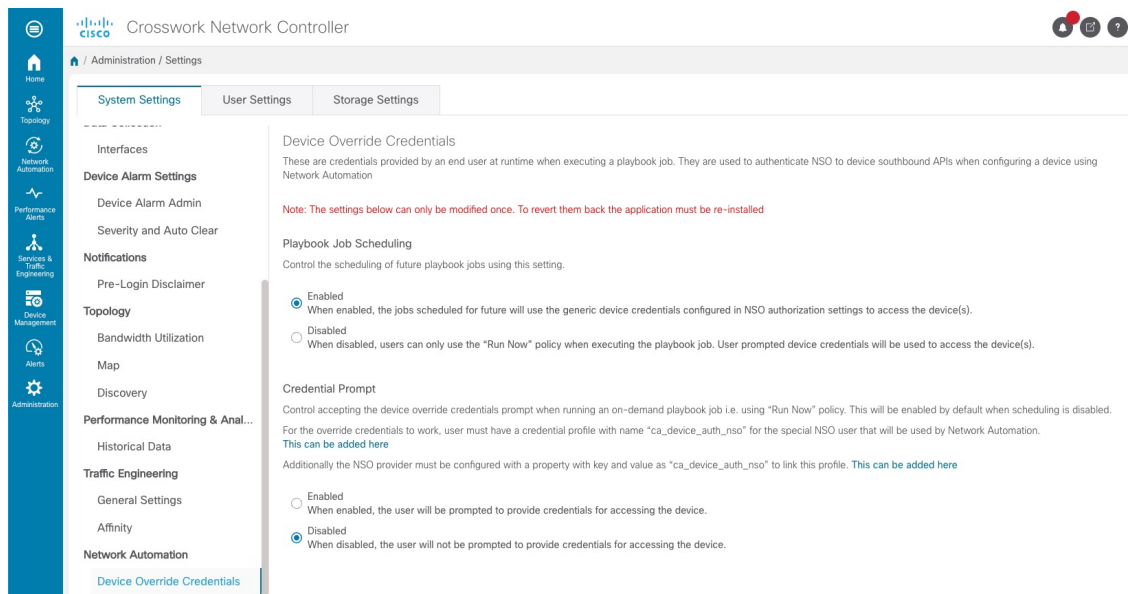 CISCO
Crosswork Network Controller
?
/ Administration / Settings
Home
Topology
Network
Automation
Performance
Alerts
Services &
Traffic
Engineering
Device
Management
Alerts
Administration
System Settings
User Settings
Storage Settings
Interfaces
Device Alarm Settings
Device Alarm Admin
Severity and Auto Clear
Notifications
Pre-Login Disclaimer
Topology
Bandwidth Utilization
Map
Discovery
Performance Monitoring & Anal...
Historical Data
Traffic Engineering
General Settings
Affinity
Network Automation
Device Override Credentials
Device Override Credentials
These are credentials provided by an end user at runtime when executing a playbook job. They are used to authenticate NSO to device southbound APIs when configuring a device using
Network Automation
Note: The settings below can only be modified once. To revert them back the application must be re-installed
Playbook Job Scheduling
Control the scheduling of future playbook jobs using this setting.
Enabled
When enabled, the jobs scheduled for future will use the generic device credentials configured in NSO authorization settings to access the device(s).
Disabled
When disabled, users can only use the “Run Now” policy when executing the playbook job. User prompted device credentials will be used to access the device(s).
Credential Prompt
Control accepting the device override credentials prompt when running an on-demand playbook job i.e. using “Run Now” policy. This will be enabled by default when scheduling is disabled.
For the override credentials to work, user must have a credential profile with name “ca_device_auth_nso” for the special NSO user that will be used by Network Automation.
This can be added here
Additionally the NSO provider must be configured with a property with key and value as “ca_device_auth_nso” to link this profile. This can be added here
Enabled
When enabled, the user will be prompted to provide credentials for accessing the device.
Disabled
When disabled, the user will not be prompted to provide credentials for accessing the device.